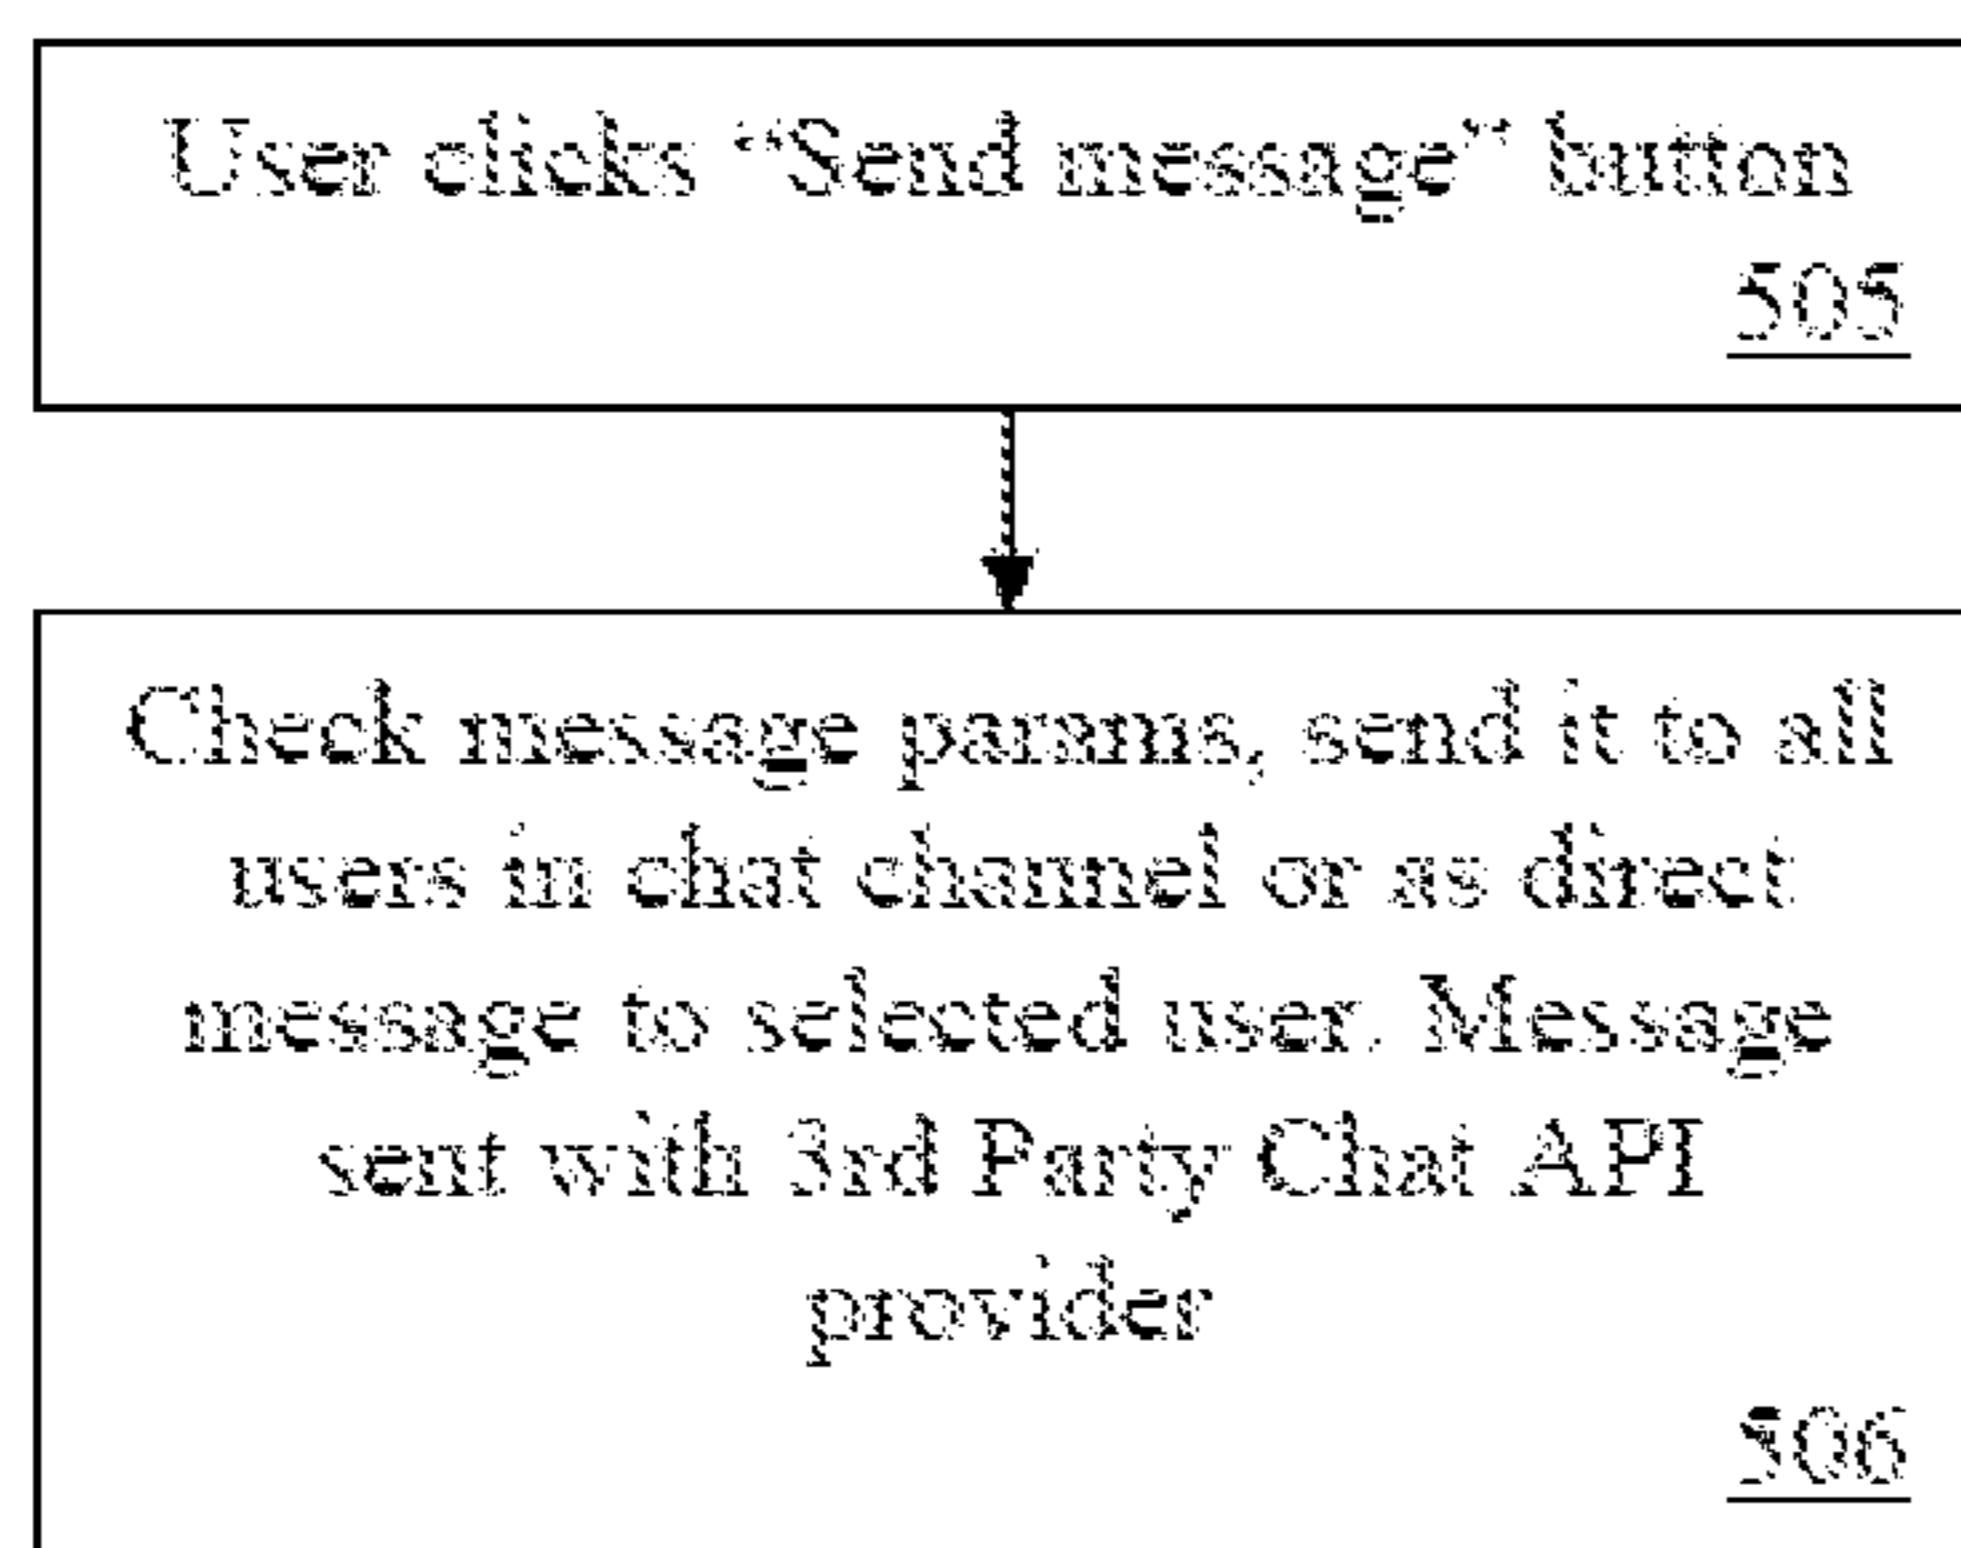 User clicks “Send message” button
505
Check message params, send it to all
users in chat channel or as direct
message to selected user. Message
sent with 3rd Party Chat API
provider
506